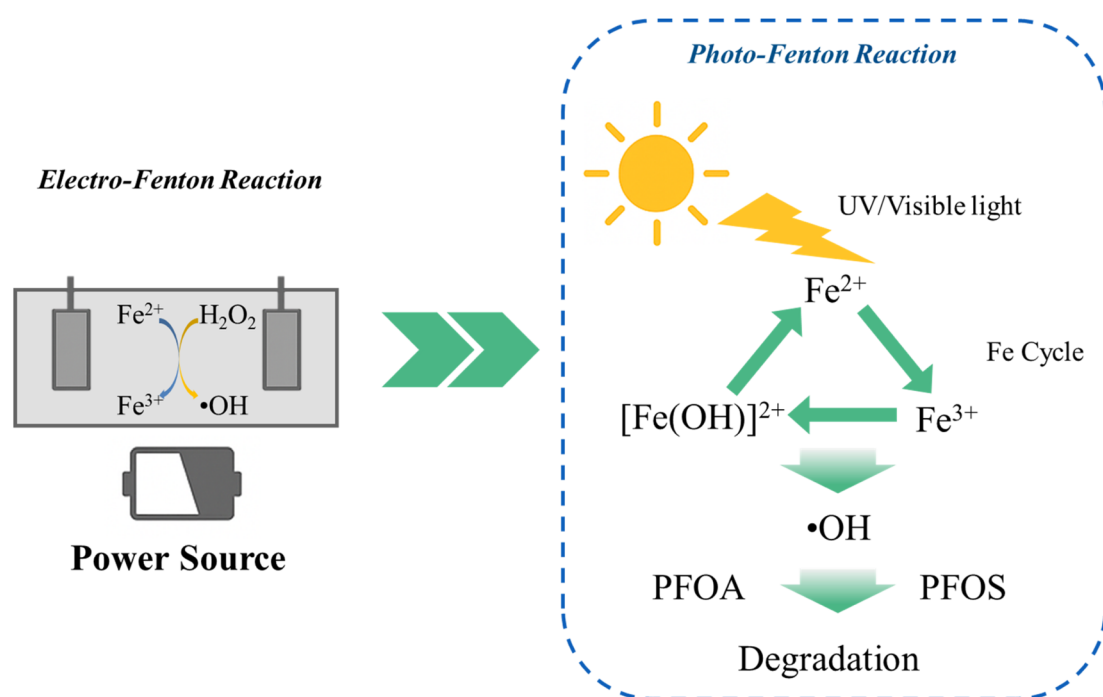 Electro-Fenton Reaction
Fe²⁺ H₂O₂
Fe³⁺ •OH
Power Source
Photo-Fenton Reaction
UV/Visible light
Fe²⁺
Fe Cycle
[Fe(OH)]²⁺ Fe³⁺
•OH
PFOA PFOS
Degradation